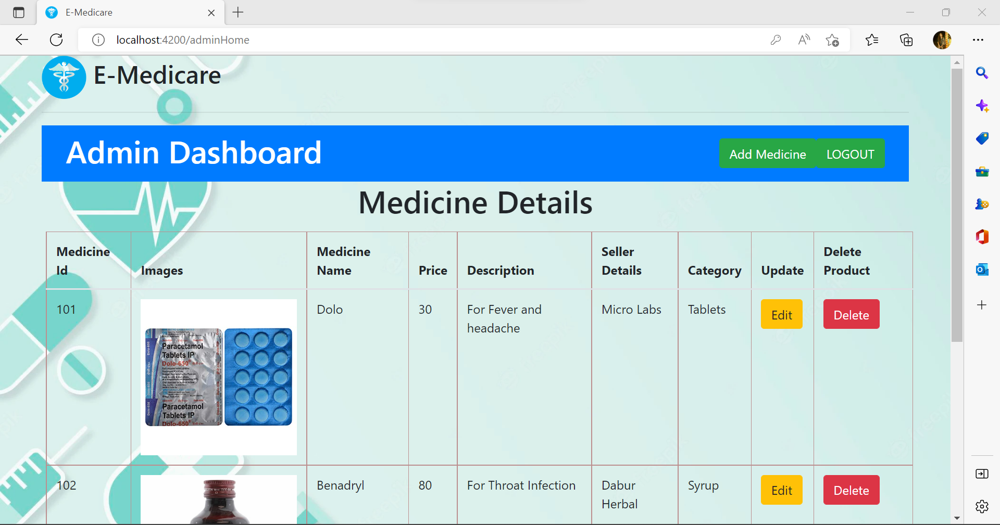 E-Medicare
localhost:4200/adminHome
E-Medicare
Admin Dashboard
Add Medicine
LOGOUT
Medicine Details
Medicine Id
Images
Medicine Name
Price
Description
Seller Details
Category
Update
Delete Product
101
Paracetamol
Tablets IP
Dolo-650
Paracetamol
Tablets IP
Dolo-650
Dolo
30
For Fever and
headache
Micro Labs
Tablets
Edit
Delete
102
Benadryl
80
For Throat Infection
Dabur
Herbal
Syrup
Edit
Delete